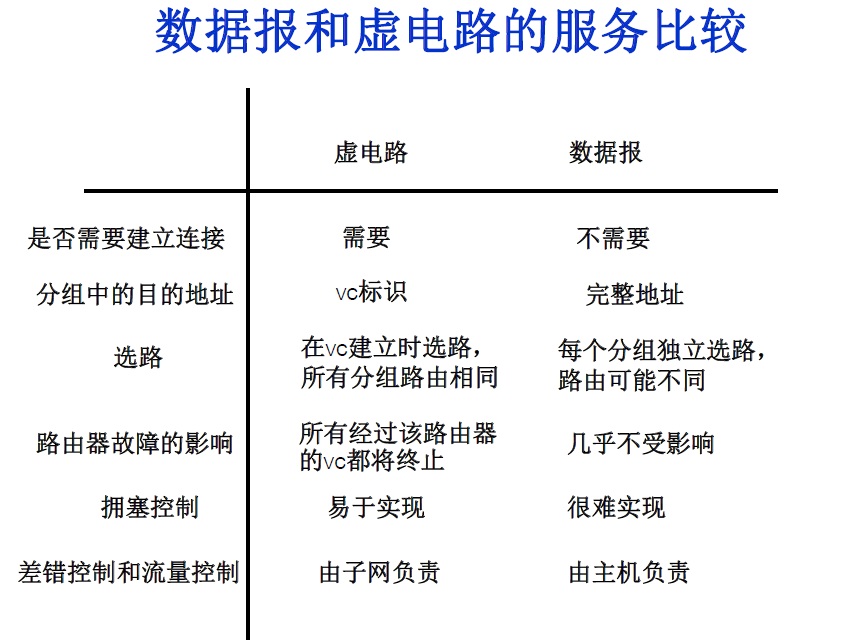 数据报和虚电路的服务比较
虚电路 数据报
是否需要建立连接 需要 不需要
分组中的目的地址 VC标识 完整地址
选路 在VC建立时选路， 每个分组独立选路，
所有分组路由相同 路由可能不同
路由器故障的影响 所有经过该路由器 几乎不受影响
的VC都将终止
拥塞控制 易于实现 很难实现
差错控制和流量控制 由子网负责 由主机负责